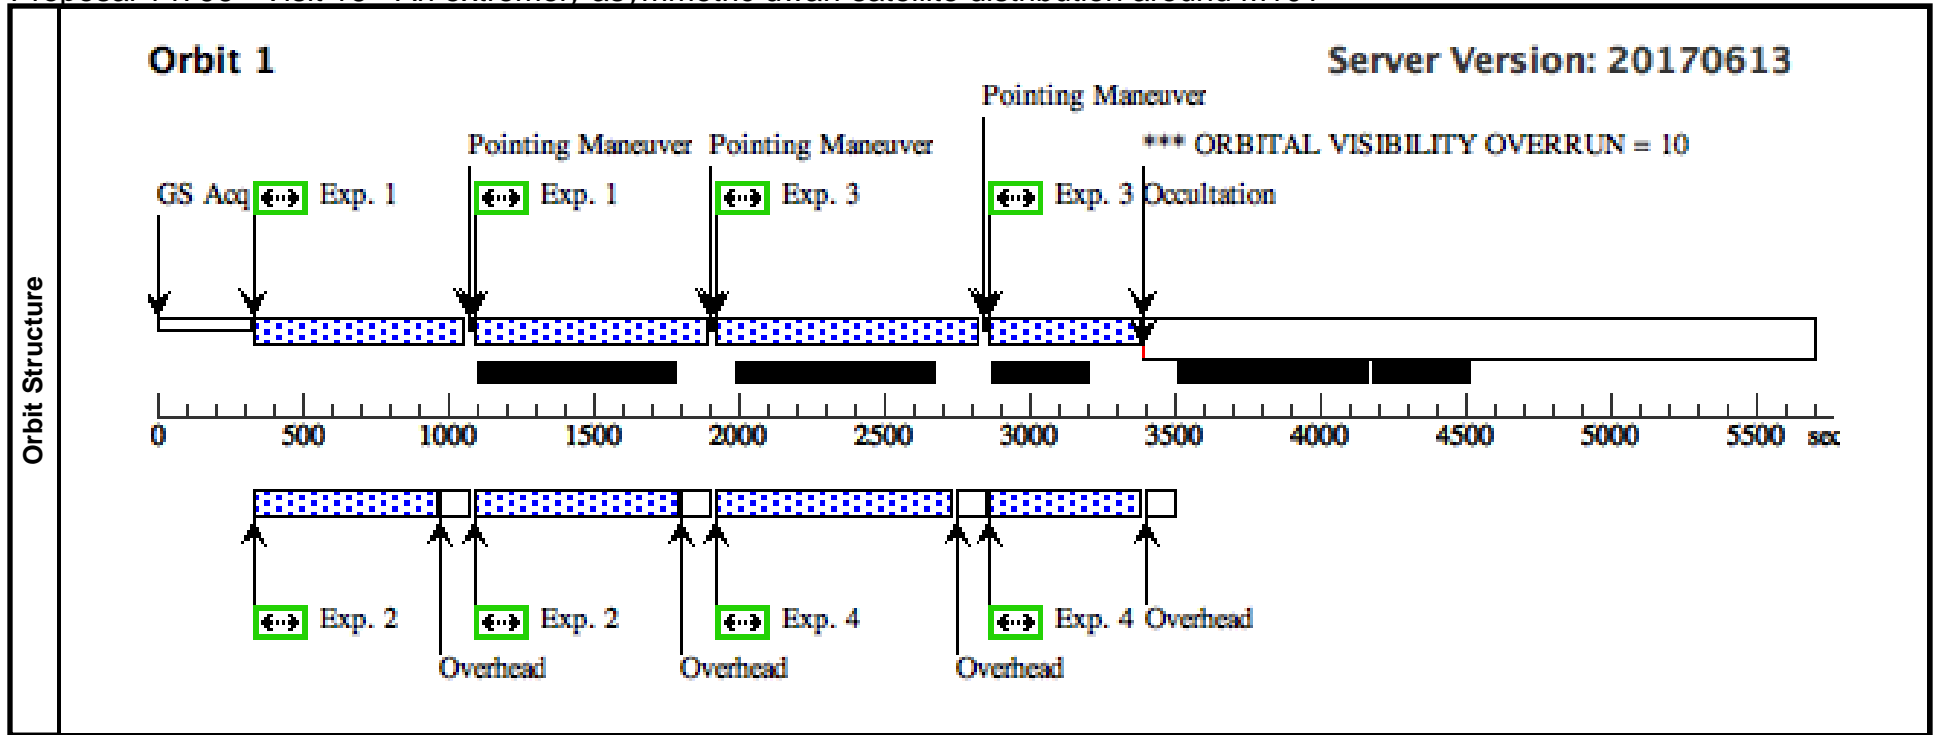 Orbit 1
Server Version: 20170613
Pointing Maneuver
Pointing Maneuver Pointing Maneuver
*** ORBITAL VISIBILITY OVERRUN = 10
GS Acq Exp. 1 Exp. 1 Exp. 3 Exp. 3 Occultation
Orbit Structure
0 500 1000 1500 2000 2500 3000 3500 4000 4500 5000 5500 sec
Exp. 2 Exp. 2 Exp. 4 Exp. 4 Overhead
Overhead Overhead Overhead